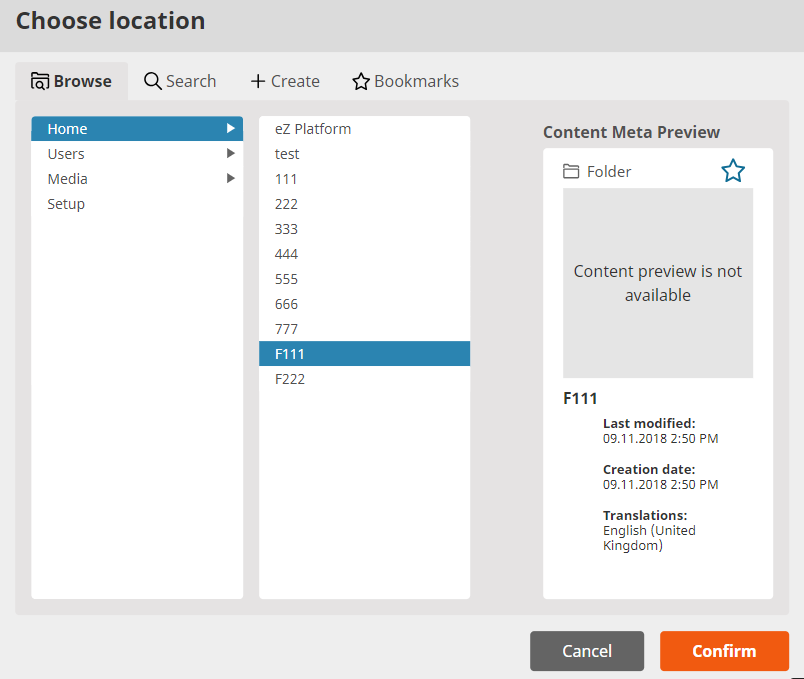 Choose location
Browse
Search
Create
Bookmarks
Home
Users
Media
Setup
eZ Platform
test
111
222
333
444
555
666
777
F111
F222
Content Meta Preview
Folder
Content preview is not
available
F111
Last modified:
09.11.2018 2:50 PM
Creation date:
09.11.2018 2:50 PM
Translations:
English (United
Kingdom)
Cancel
Confirm